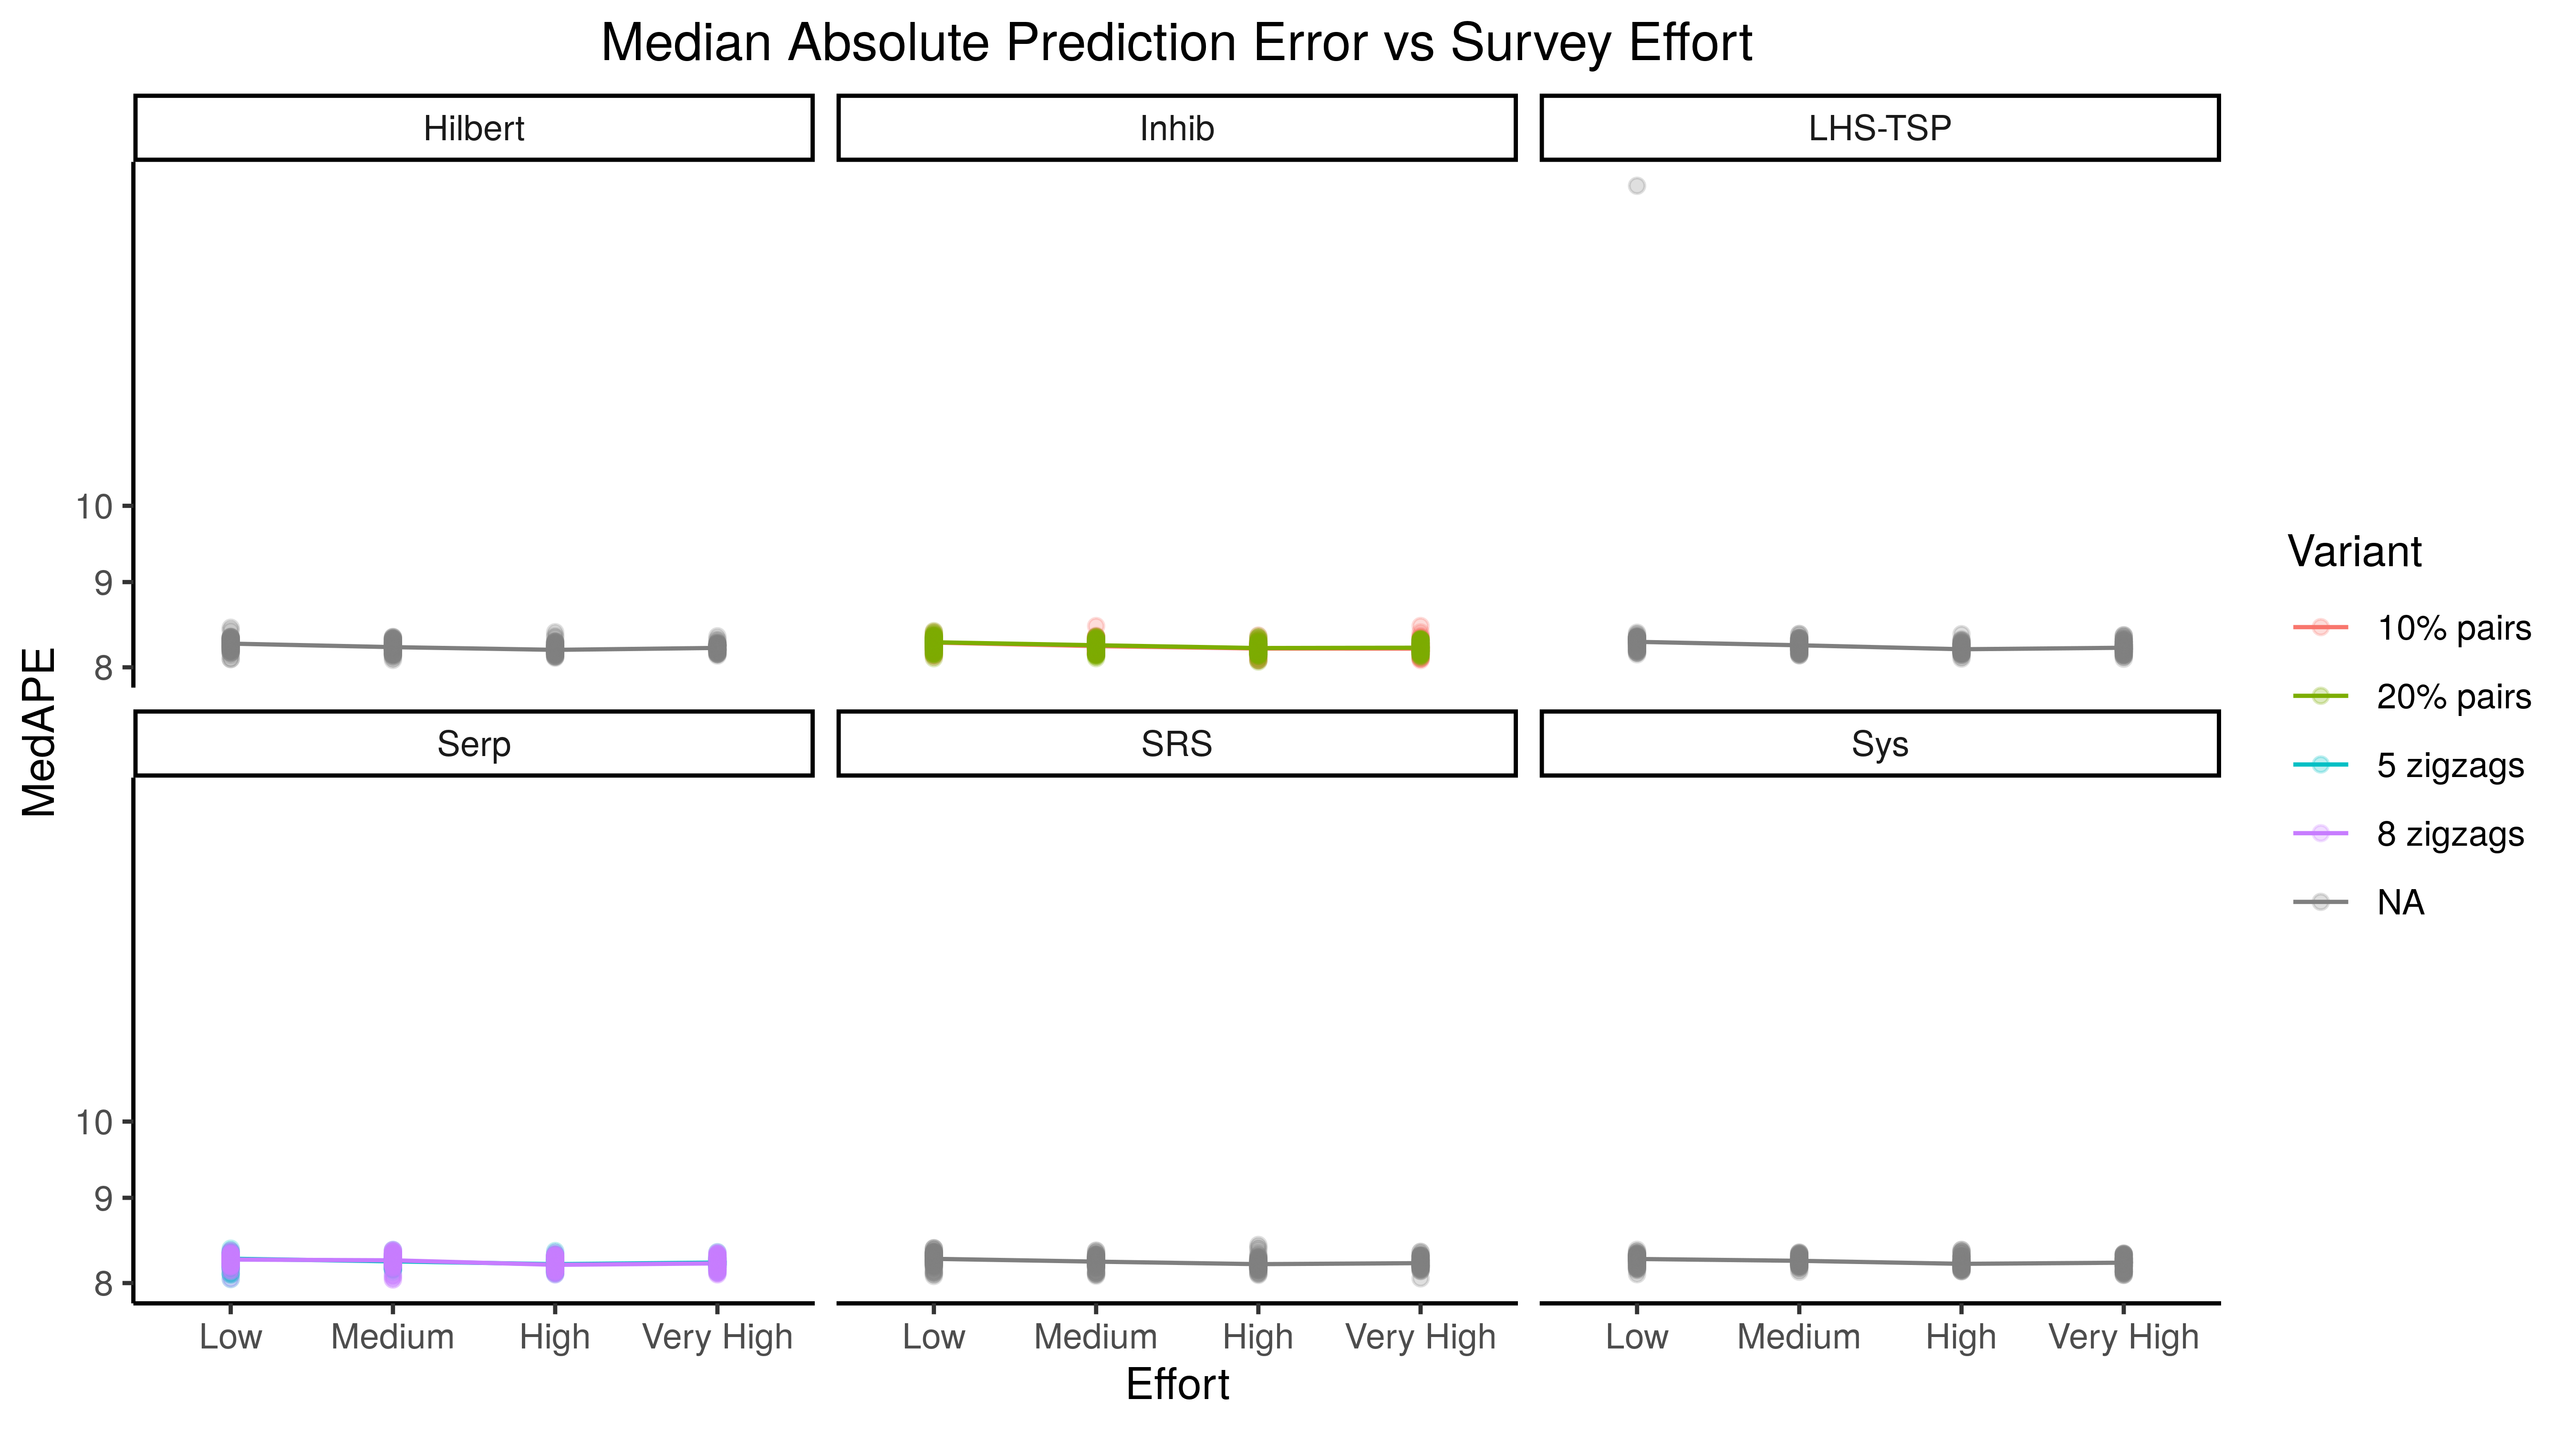 Median Absolute Prediction Error vs Survey Effort
Hilbert
Inhib
LHS-TSP
10
9
8
MedAPE
Serp
SRS
Sys
10
9
8
Low
Medium
High
Very High
Low
Medium
High
Very High
Low
Medium
High
Very High
Effort
Variant
10% pairs
20% pairs
5 zigzags
8 zigzags
NA